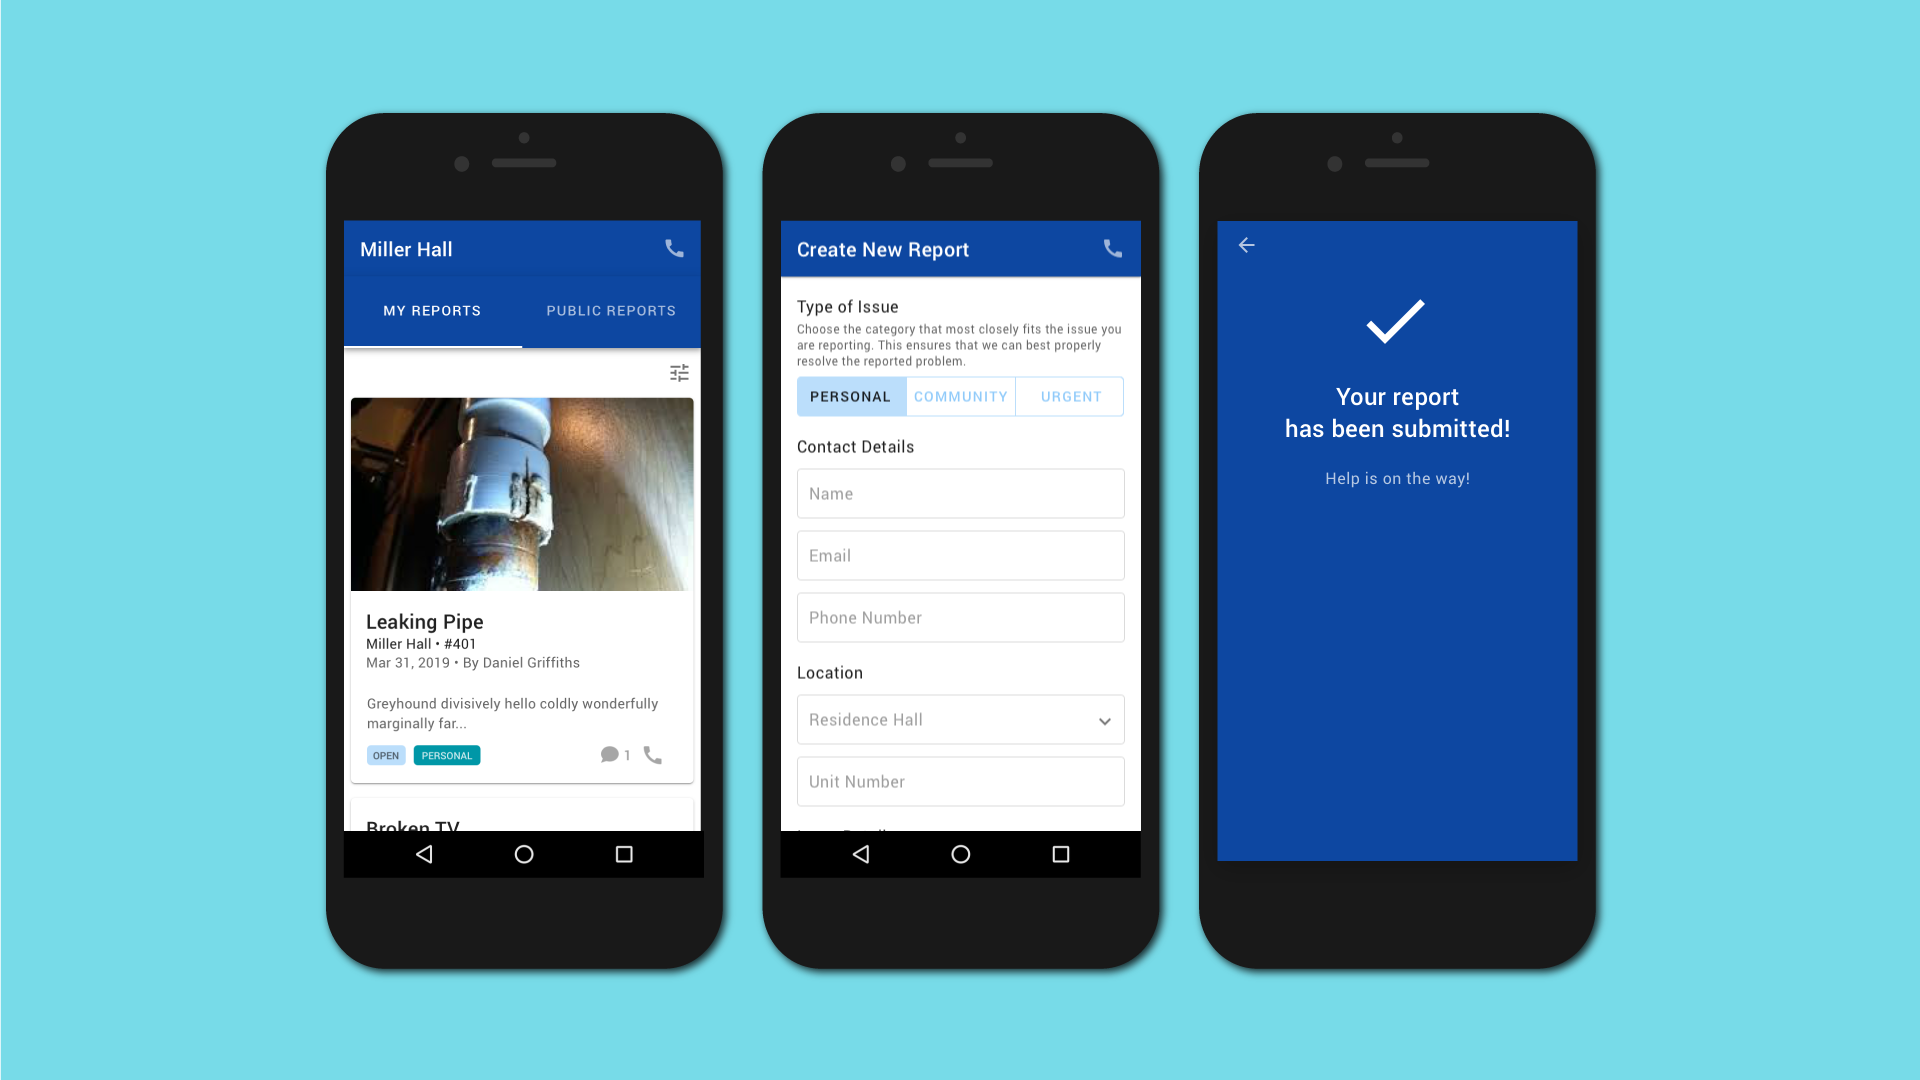 Miller Hall
MY REPORTS
PUBLIC REPORTS
Leaking Pipe
Miller Hall • #401
Mar 31, 2019 • By Daniel Griffiths
Greyhound divisively hello coldly wonderfully
marginally far...
OPEN
PERSONAL
1
Broken TV
Create New Report
Type of Issue
Choose the category that most closely fits the issue you
are reporting. This ensures that we can best properly
resolve the reported problem.
PERSONAL
COMMUNITY
URGENT
Contact Details
Name
Email
Phone Number
Location
Residence Hall
Unit Number
Your report
has been submitted!
Help is on the way!